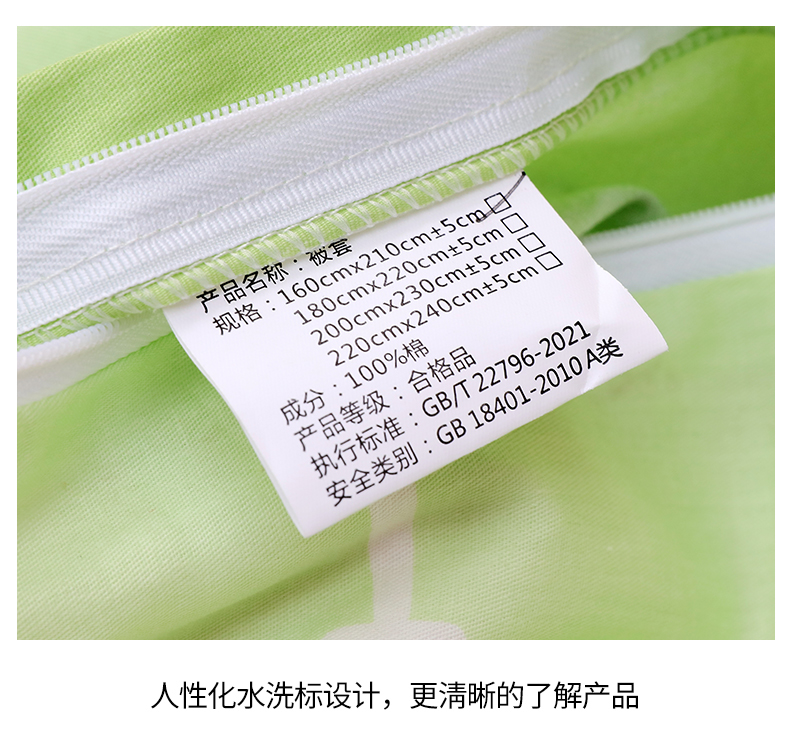 产品名称：被套
规格：160cmx210cm±5cm□
180cmx220cm±5cm□
200cmx230cm±5cm□
220cmx240cm±5cm□
成分：100%棉
产品等级：合格品
执行标准：GB/T 22796-2021
安全类别：GB 18401-2010 A类
人性化水洗标设计，更清晰的了解产品